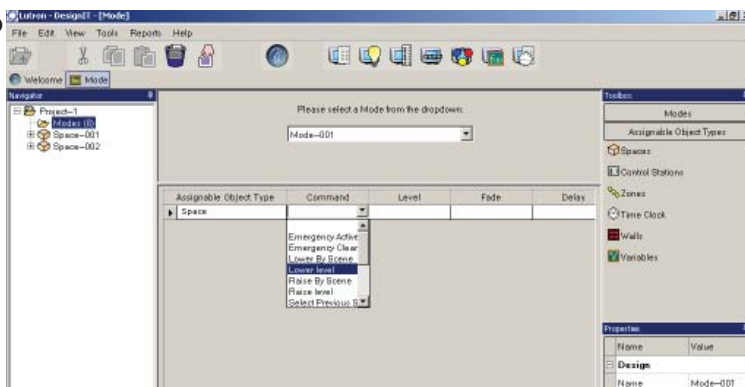 Lutron - DesignIT - [Mode]
File Edit View Tools Reports Help
Welcome Mode
Navigator
Project-1
Modes (8)
Space-001
Space-002
Please select a Mode from the dropdown:
Mode-001
Assignable Object Type Command Level Fade Delay
Space
Emergency Active
Emergency Clear
Lower By Scene
Lower level
Raise By Scene
Raise level
Select Previous S
Toolbox
Modes
Assignable Object Types
Spaces
Control Stations
Zones
Time Clock
Walls
Variables
Properties
Name Value
Design
Name Mode-001